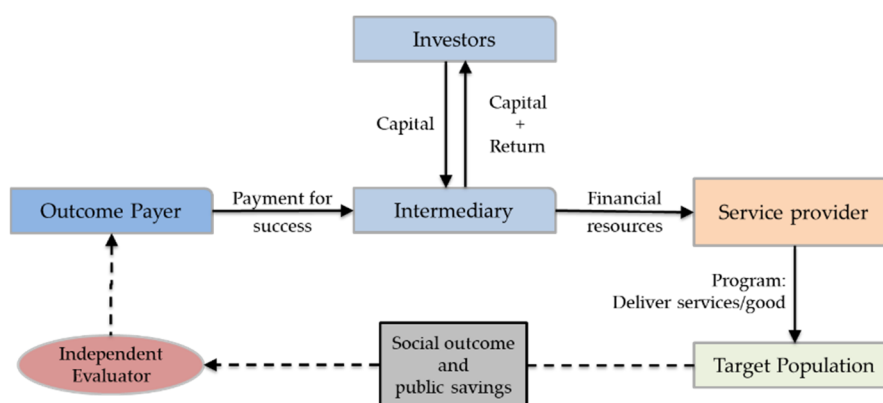 Investors
Capital
Capital
+
Return
Outcome Payer
Payment for
success
Intermediary
Financial
resources
Service provider
Program:
Deliver services/good
Independent
Evaluator
Social outcome
and
public savings
Target Population